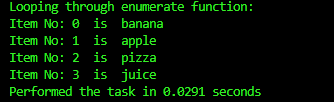 Looping through enumerate function:
Item No: 0  is  banana
Item No: 1  is  apple
Item No: 2  is  pizza
Item No: 3  is  juice
Performed the task in 0.0291 seconds